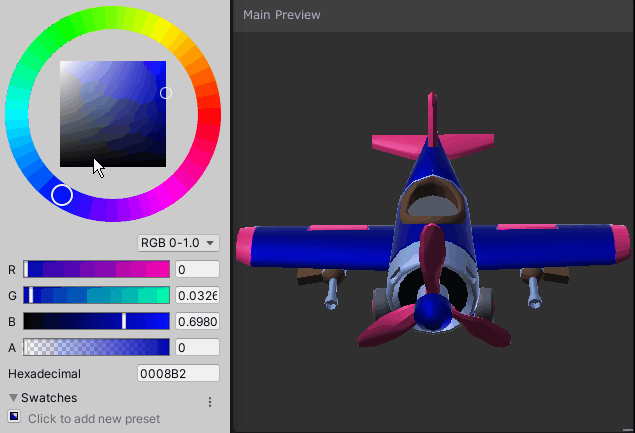 Main Preview
RGB 0-1.0
R 0
G 0.0326
B 0.6980
A 0
Hexadecimal 0008B2
Swatches
Click to add new preset